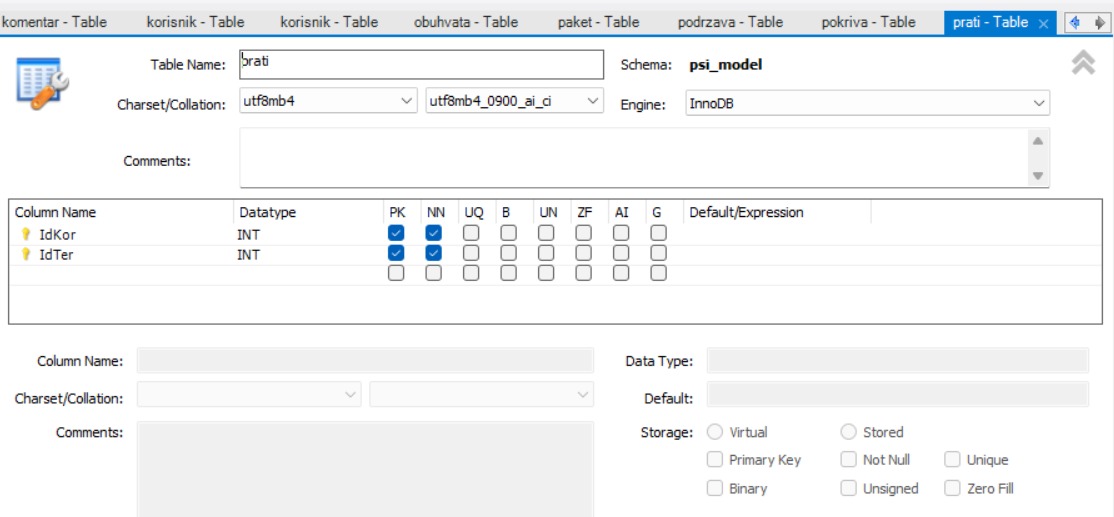 komentar - Table korisnik - Table korisnik - Table obuhvata - Table paket - Table podrzava - Table pokriva - Table prati - Table
Table Name: prati Schema: psi_model
Charset/Collation: utf8mb4 utf8mb4_0900_ai_ci Engine: InnoDB
Comments:
Column Name Datatype PK NN UQ B UN ZF AI G Default/Expression
IdKor INT
IdTer INT
Column Name: Data Type:
Charset/Collation: Default:
Comments: Storage: Virtual Stored
Primary Key Not Null Unique
Binary Unsigned Zero Fill